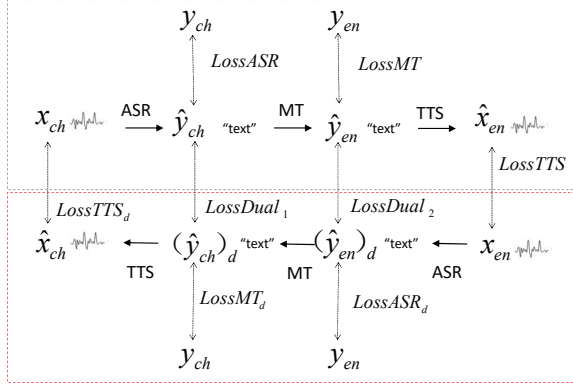 y_ch y_en
LossASR LossMT
x_ch ASR ŷ_ch "text" MT ŷ_en "text" TTS x̂_en
LossTTS
LossTTS_d LossDual_1 LossDual_2
x̂_ch TTS (ŷ_ch)_d "text" MT (ŷ_en)_d "text" ASR x_en
LossMT_d LossASR_d
y_ch y_en